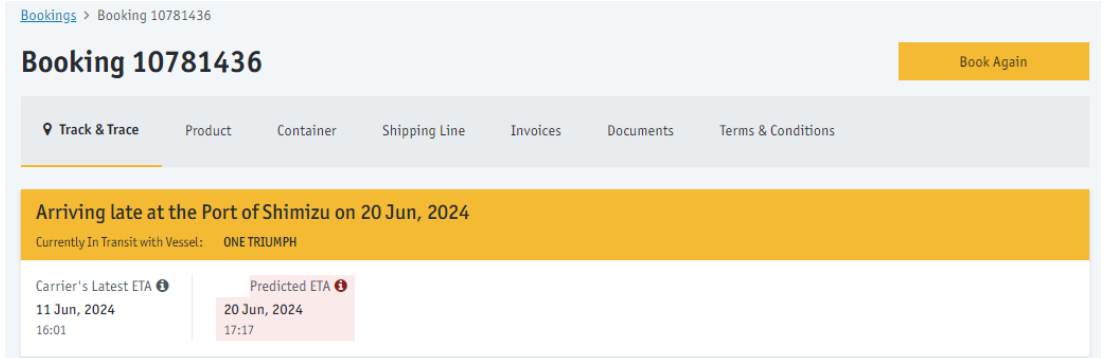 Bookings > Booking 10781436
Booking 10781436
Book Again
Track & Trace Product Container Shipping Line Invoices Documents Terms & Conditions
Arriving late at the Port of Shimizu on 20 Jun, 2024
Currently In Transit with Vessel: ONE TRIUMPH
Carrier's Latest ETA Predicted ETA
11 Jun, 2024 20 Jun, 2024
16:01 17:17